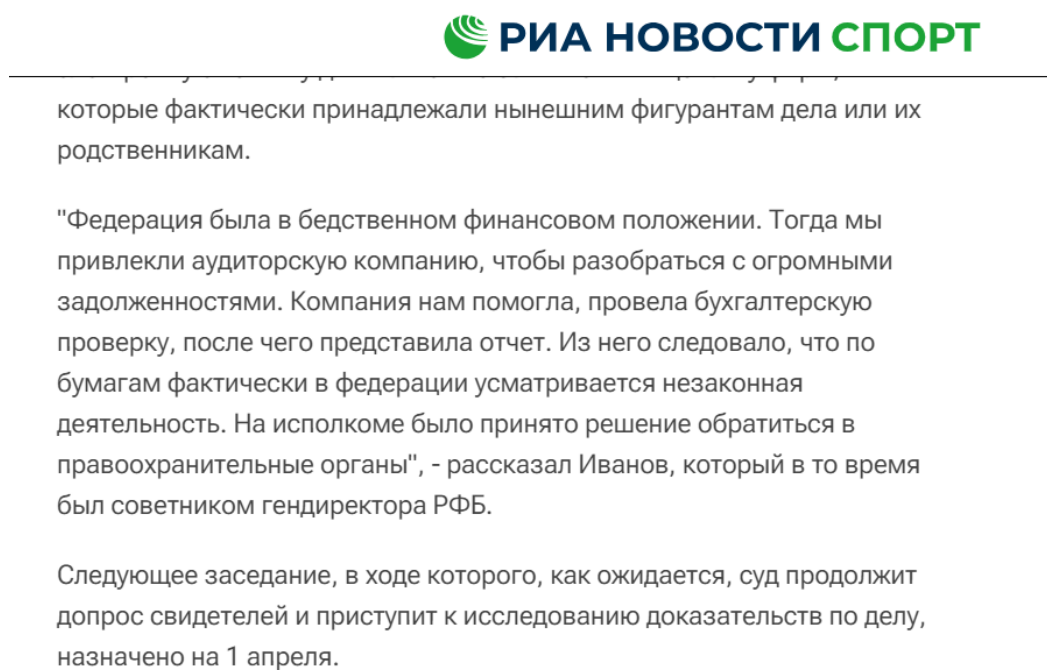 РИА НОВОСТИ СПОРТ
которые фактически принадлежали нынешним фигурантам дела или их
родственникам.
"Федерация была в бедственном финансовом положении. Тогда мы
привлекли аудиторскую компанию, чтобы разобраться с огромными
задолженностями. Компания нам помогла, провела бухгалтерскую
проверку, после чего представила отчет. Из него следовало, что по
бумагам фактически в федерации усматривается незаконная
деятельность. На исполкоме было принято решение обратиться в
правоохранительные органы", - рассказал Иванов, который в то время
был советником гендиректора РФБ.
Следующее заседание, в ходе которого, как ожидается, суд продолжит
допрос свидетелей и приступит к исследованию доказательств по делу,
назначено на 1 апреля.